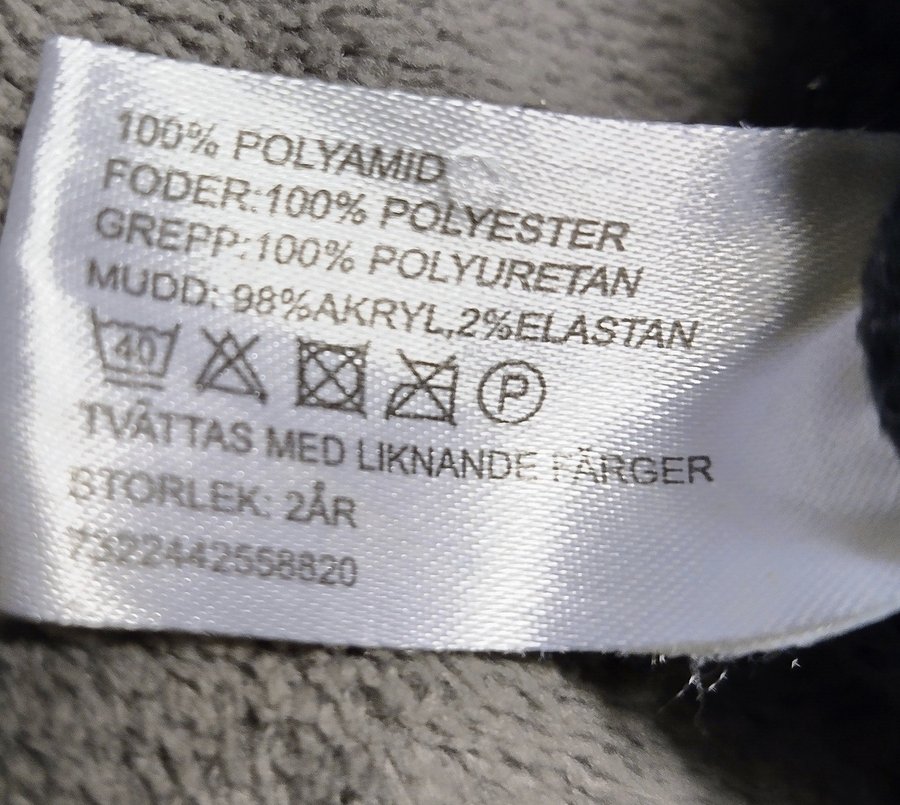 100% POLYAMID
FODER:100% POLYESTER
GREPP:100% POLYURETAN
MUDD: 98%AKRYL,2%ELASTAN
40 P
TVÄTTAS MED LIKNANDE FÄRGER
STORLEK: 2ÅR
7322442558820